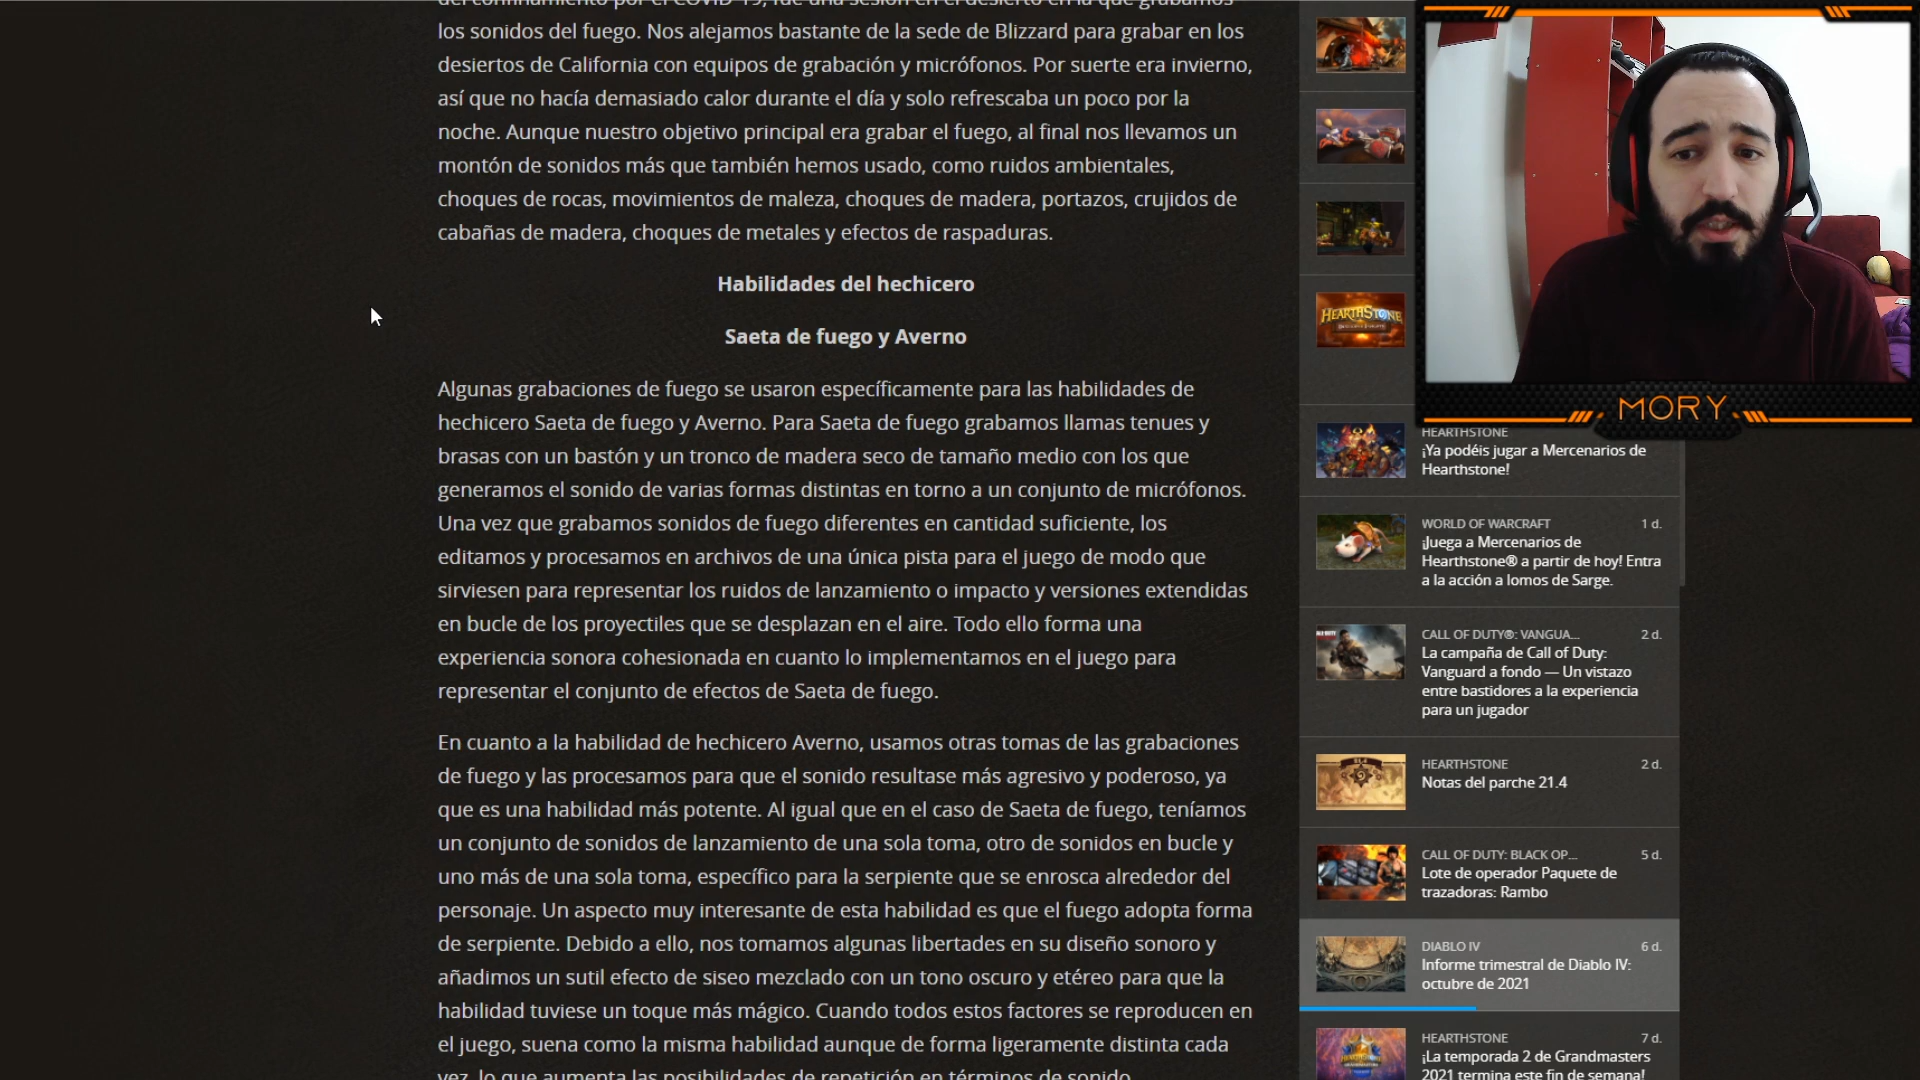 los sonidos del fuego. Nos alejamos bastante de la sede de Blizzard para grabar en los
desiertos de California con equipos de grabación y micrófonos. Por suerte era invierno,
así que no hacía demasiado calor durante el día y solo refrescaba un poco por la
noche. Aunque nuestro objetivo principal era grabar el fuego, al final nos llevamos un
montón de sonidos más que también hemos usado, como ruidos ambientales,
choques de rocas, movimientos de maleza, choques de madera, portazos, crujidos de
cabañas de madera, choques de metales y efectos de raspaduras.
Habilidades del hechicero
Saeta de fuego y Averno
Algunas grabaciones de fuego se usaron específicamente para las habilidades de
hechicero Saeta de fuego y Averno. Para Saeta de fuego grabamos llamas tenues y
brasas con un bastón y un tronco de madera seco de tamaño medio con los que
generamos el sonido de varias formas distintas en torno a un conjunto de micrófonos.
Una vez que grabamos sonidos de fuego diferentes en cantidad suficiente, los
editamos y procesamos en archivos de una única pista para el juego de modo que
sirviesen para representar los ruidos de lanzamiento o impacto y versiones extendidas
en bucle de los proyectiles que se desplazan en el aire. Todo ello forma una
experiencia sonora cohesionada en cuanto lo implementamos en el juego para
representar el conjunto de efectos de Saeta de fuego.
En cuanto a la habilidad de hechicero Averno, usamos otras tomas de las grabaciones
de fuego y las procesamos para que el sonido resultase más agresivo y poderoso, ya
que es una habilidad más potente. Al igual que en el caso de Saeta de fuego, teníamos
un conjunto de sonidos de lanzamiento de una sola toma, otro de sonidos en bucle y
uno más de una sola toma, específico para la serpiente que se enrosca alrededor del
personaje. Un aspecto muy interesante de esta habilidad es que el fuego adopta forma
de serpiente. Debido a ello, nos tomamos algunas libertades en su diseño sonoro y
añadimos un sutil efecto de siseo mezclado con un tono oscuro y etéreo para que la
habilidad tuviese un toque más mágico. Cuando todos estos factores se reproducen en
el juego, suena como la misma habilidad aunque de forma ligeramente distinta cada
vez, lo que aumenta las posibilidades de repetición en términos de sonido.
MORY
HEARTHSTONE
HEARTHSTONE
¡Ya podéis jugar a Mercenarios de
Hearthstone!
WORLD OF WARCRAFT 1 d.
¡Juega a Mercenarios de
Hearthstone® a partir de hoy! Entra
a la acción a lomos de Sarge.
CALL OF DUTY®: VANGUA... 2 d.
La campaña de Call of Duty:
Vanguard a fondo — Un vistazo
entre bastidores a la experiencia
para un jugador
HEARTHSTONE 2 d.
Notas del parche 21.4
CALL OF DUTY: BLACK OP... 5 d.
Lote de operador Paquete de
trazadoras: Rambo
DIABLO IV 6 d.
Informe trimestral de Diablo IV:
octubre de 2021
HEARTHSTONE 7 d.
¡La temporada 2 de Grandmasters
2021 termina este fin de semana!